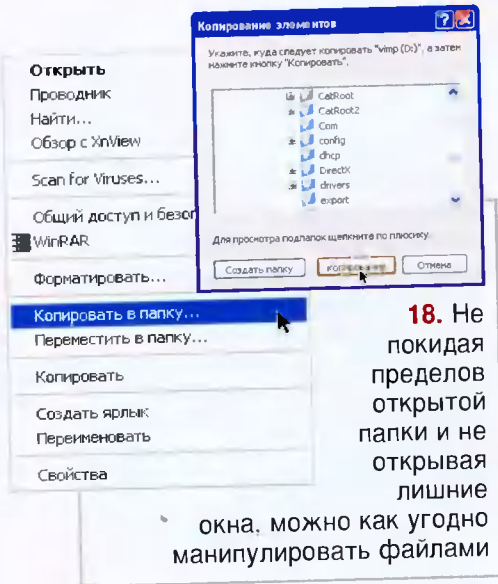 Копирование элементов
Укажите, куда следует копировать "vimp (D:)", а затем
нажмите кнопку "Копировать".
CatRoot
CatRoot2
Com
config
dhcp
DirectX
drivers
export
Для просмотра подпапок щелкните по плюсику.
Создать папку
Копирование
Отмена
Открыть
Проводник
Найти...
Обзор с XnView
Scan for Viruses...
Общий доступ и безоп
WinRAR
Форматировать...
Копировать в папку...
Переместить в папку...
Копировать
Создать ярлык
Переименовать
Свойства
18. Не
покидая
пределов
открытой
папки и не
открывая
лишние
окна, можно как угодно
манипулировать файлами